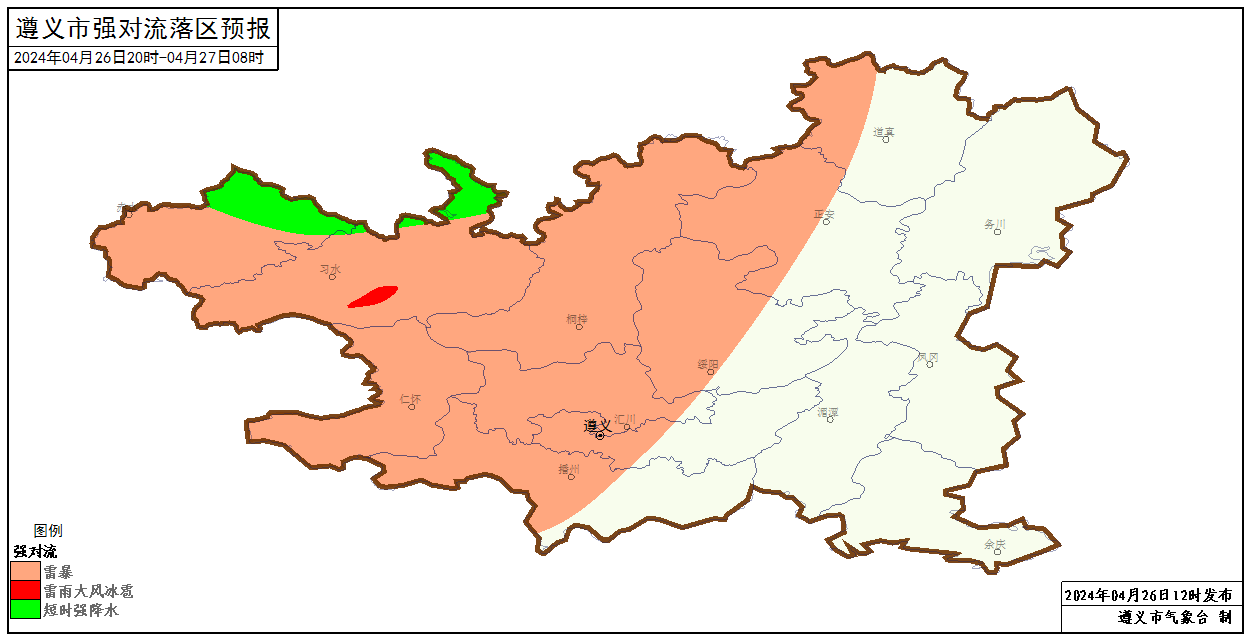 遵义市强对流落区预报
2024年04月26日20时-04月27日08时
道真
赤水
正安
务川
习水
桐梓
绥阳
凤冈
仁怀
湄潭
汇川
遵义
播州
余庆
图例
强对流
雷暴
雷雨大风冰雹
短时强降水
2024年04月26日12时发布
遵义市气象台 制